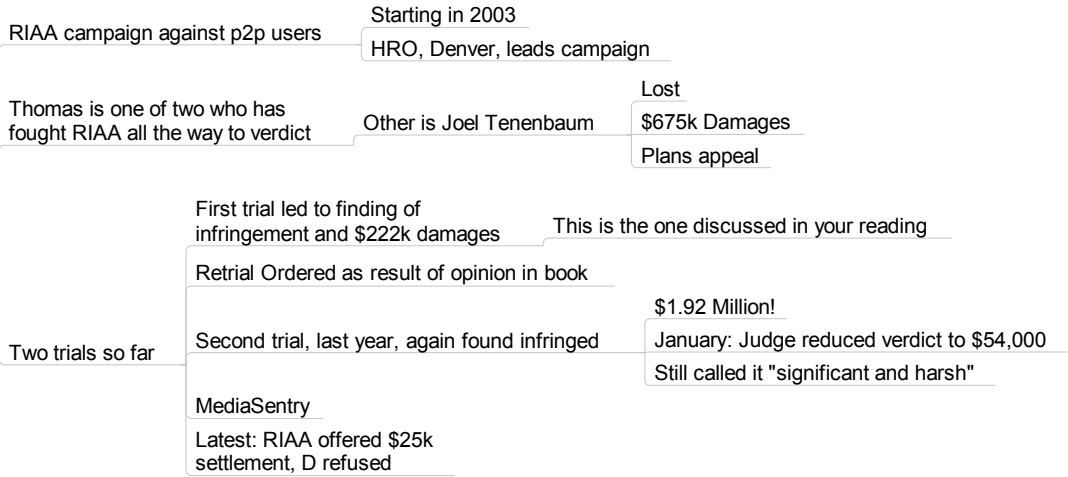 RIAA campaign against p2p users
Starting in 2003
HRO, Denver, leads campaign
Thomas is one of two who has
fought RIAA all the way to verdict
Other is Joel Tenenbaum
Lost
$675k Damages
Plans appeal
Two trials so far
First trial led to finding of
infringement and $222k damages
This is the one discussed in your reading
Retrial Ordered as result of opinion in book
Second trial, last year, again found infringed
$1.92 Million!
January: Judge reduced verdict to $54,000
Still called it "significant and harsh"
MediaSentry
Latest: RIAA offered $25k
settlement, D refused